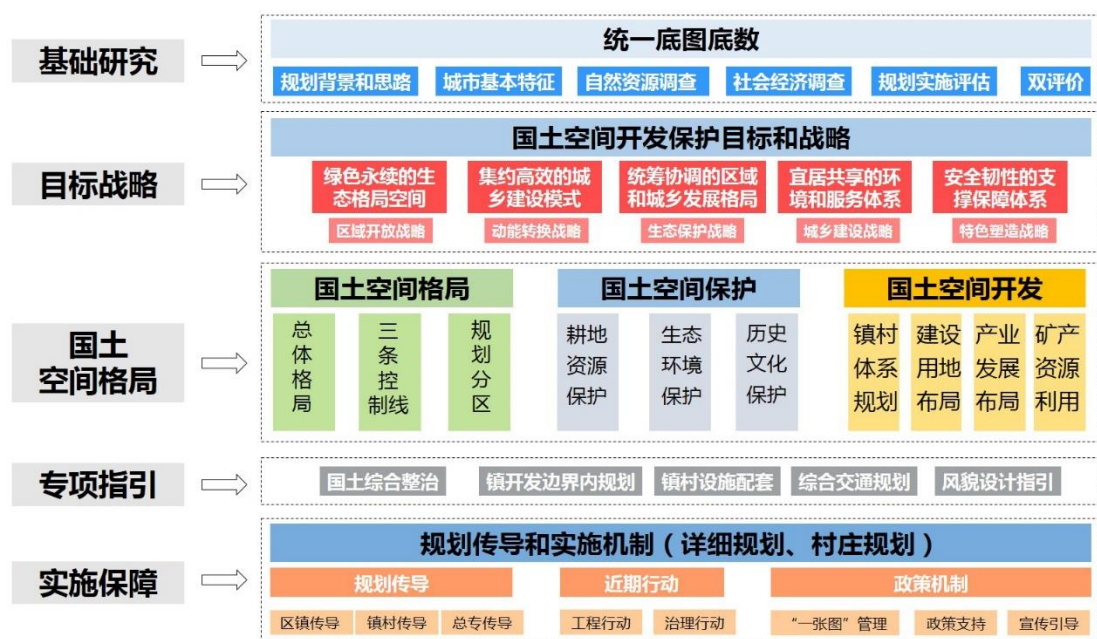 基础研究
统一底图底数
规划背景和思路 城市基本特征 自然资源调查 社会经济调查 规划实施评估 双评价
目标战略
国土空间开发保护目标和战略
绿色永续的生
态格局空间
集约高效的城
乡建设模式
统筹协调的区域
和城乡发展格局
宜居共享的环
境和服务体系
安全韧性的支
撑保障体系
区域开放战略 动能转换战略 生态保护战略 城乡建设战略 特色塑造战略
国土
空间格局
国土空间格局
总
体
格
局
三
条
控
制线
规
划
分
区
国土空间保护
耕地
资源
保护
生态
环境
保护
历史
文化
保护
国土空间开发
镇村
体系
规划
建设
用地
布局
产业
发展
布局
矿产
资源
利用
专项指引
国土综合整治 镇开发边界内规划 镇村设施配套 综合交通规划 风貌设计指引
实施保障
规划传导和实施机制（详细规划、村庄规划）
规划传导 近期行动 政策机制
区镇传导 镇村传导 总专传导 工程行动 治理行动 “一张图”管理 政策支持 宣传引导